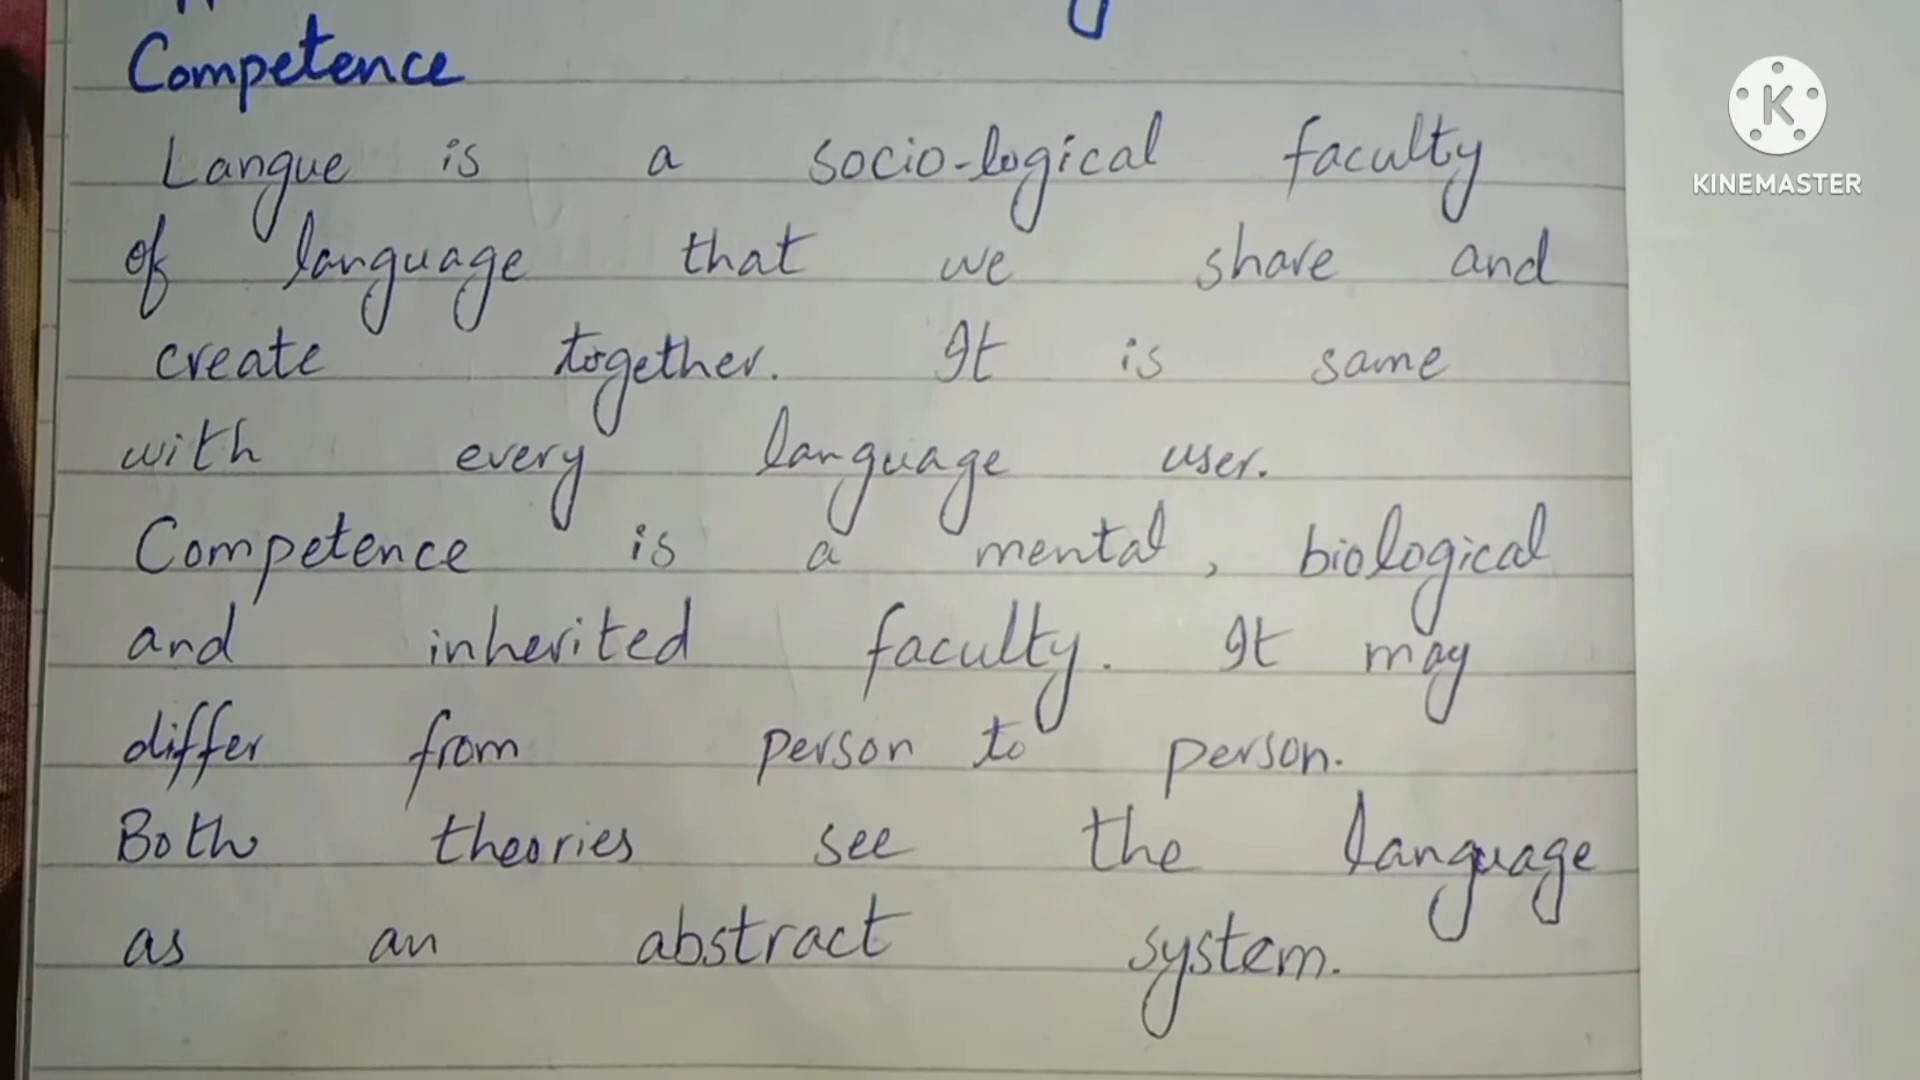 Competence
Langue is a socio-logical faculty
of language that we share and
create together. It is same
with every language user.
Competence is a mental, biological
and inherited faculty. It may
differ from person to person.
Both theories see the language
as an abstract system.
K
KINEMASTER